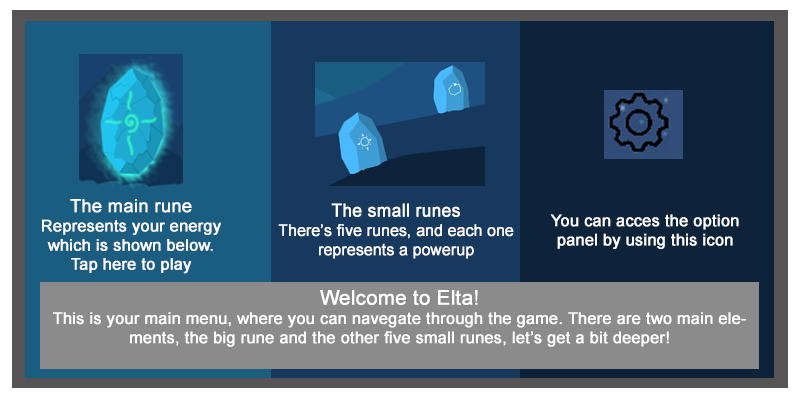 The main rune
Represents your energy
which is shown below.
Tap here to play
The small runes
There's five runes, and each one
represents a powerup
You can acces the option
panel by using this icon
Welcome to Elta!
This is your main menu, where you can navegate through the game. There are two main ele-
ments, the big rune and the other five small runes, let's get a bit deeper!